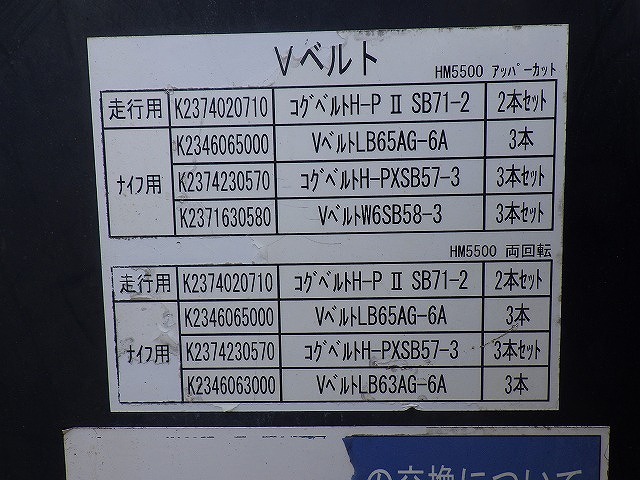 Vベルト
HM5500 アッパーカット
走行用 K2374020710 コグベルトH-P Ⅱ SB71-2 2本セット
ナイフ用 K2346065000 VベルトLB65AG-6A 3本
K2374230570 コグベルトH-PXSB57-3 3本セット
K2371630580 VベルトW6SB58-3 3本セット
HM5500 両回転
走行用 K2374020710 コグベルトH-P Ⅱ SB71-2 2本セット
ナイフ用 K2346065000 VベルトLB65AG-6A 3本
K2374230570 コグベルトH-PXSB57-3 3本セット
K2346063000 VベルトLB63AG-6A 3本
の交換について